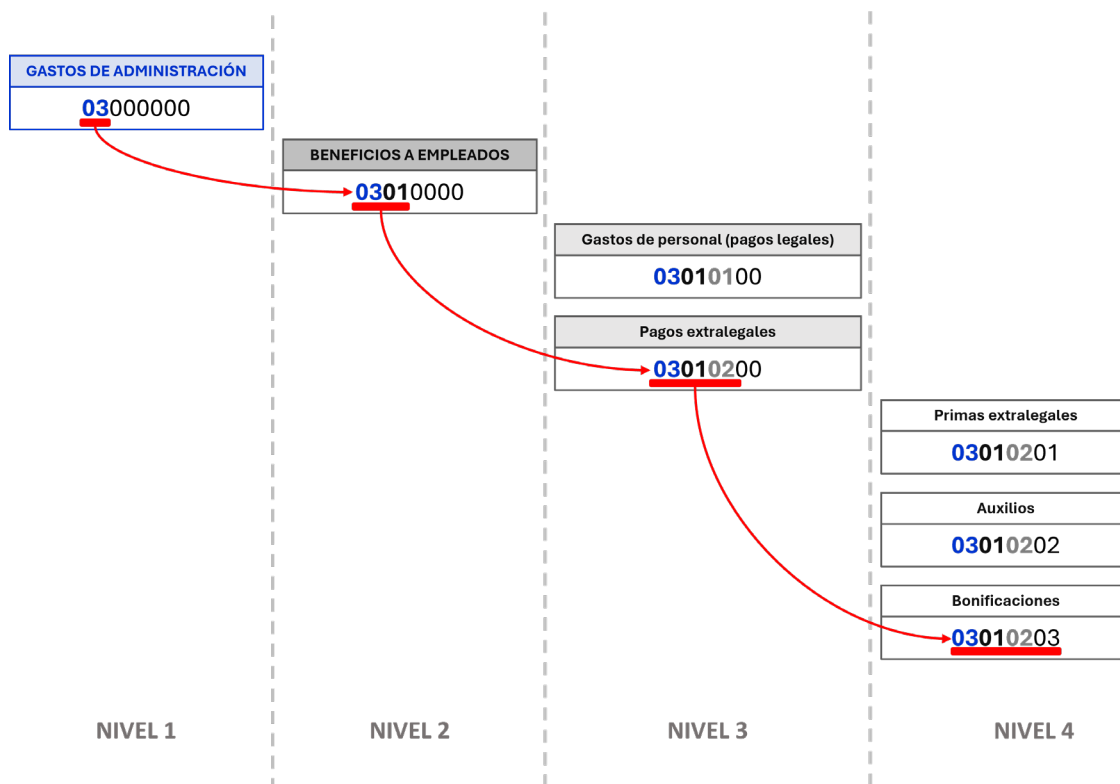 GASTOS DE ADMINISTRACIÓN
03000000
BENEFICIOS A EMPLEADOS
03010000
Gastos de personal (pagos legales)
03010100
Pagos extralegales
03010200
Primas extralegales
03010201
Auxilios
03010202
Bonificaciones
03010203
NIVEL 1
NIVEL 2
NIVEL 3
NIVEL 4